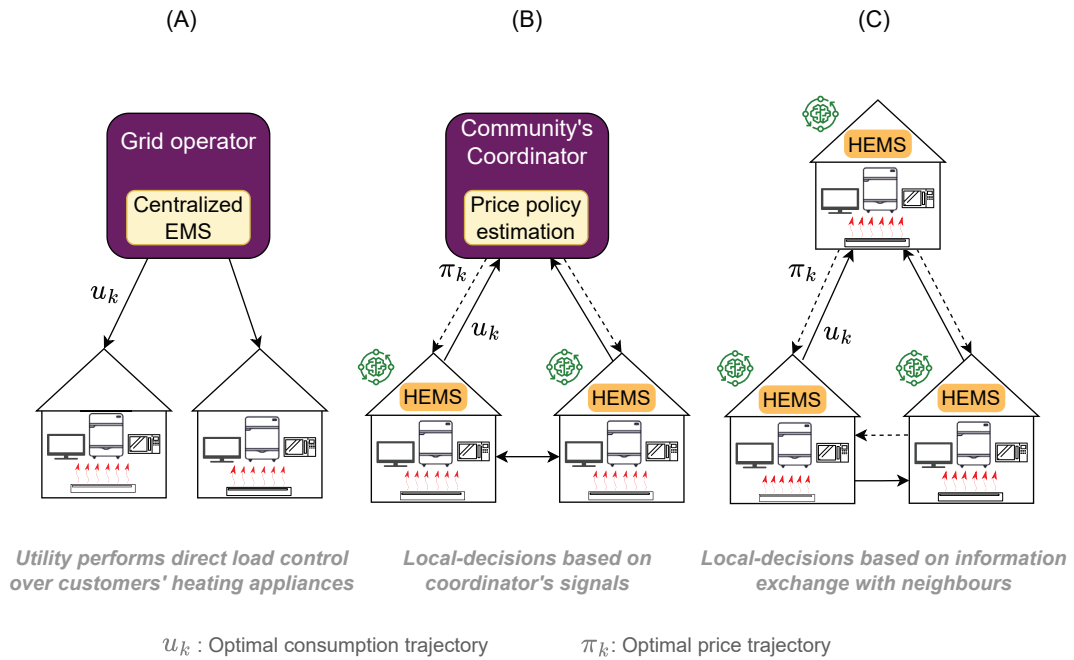 (A)
(B)
(C)
Grid operator
Centralized
EMS
Community's
Coordinator
Price policy
estimation
HEMS
u_k
π_k
u_k
π_k
u_k
HEMS
HEMS
HEMS
HEMS
Utility performs direct load control
over customers' heating appliances
Local-decisions based on
coordinator's signals
Local-decisions based on information
exchange with neighbours
u_k : Optimal consumption trajectory
π_k: Optimal price trajectory